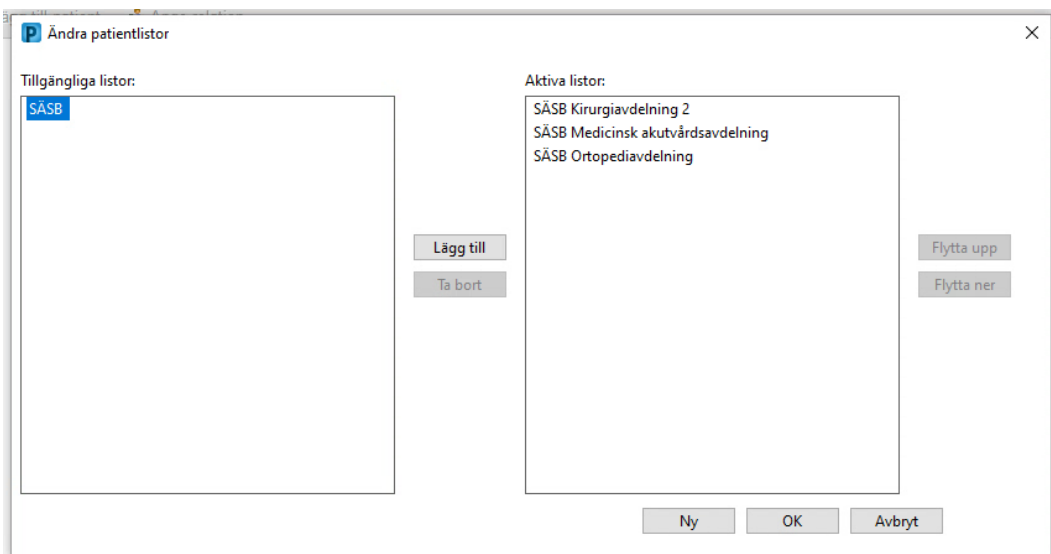 Ändra patientlistor
Tillgängliga listor:
SÄSB
Lägg till
Ta bort
Aktiva listor:
SÄSB Kirurgiavdelning 2
SÄSB Medicinsk akutvårdsavdelning
SÄSB Ortopediavdelning
Flytta upp
Flytta ner
Ny
OK
Avbryt